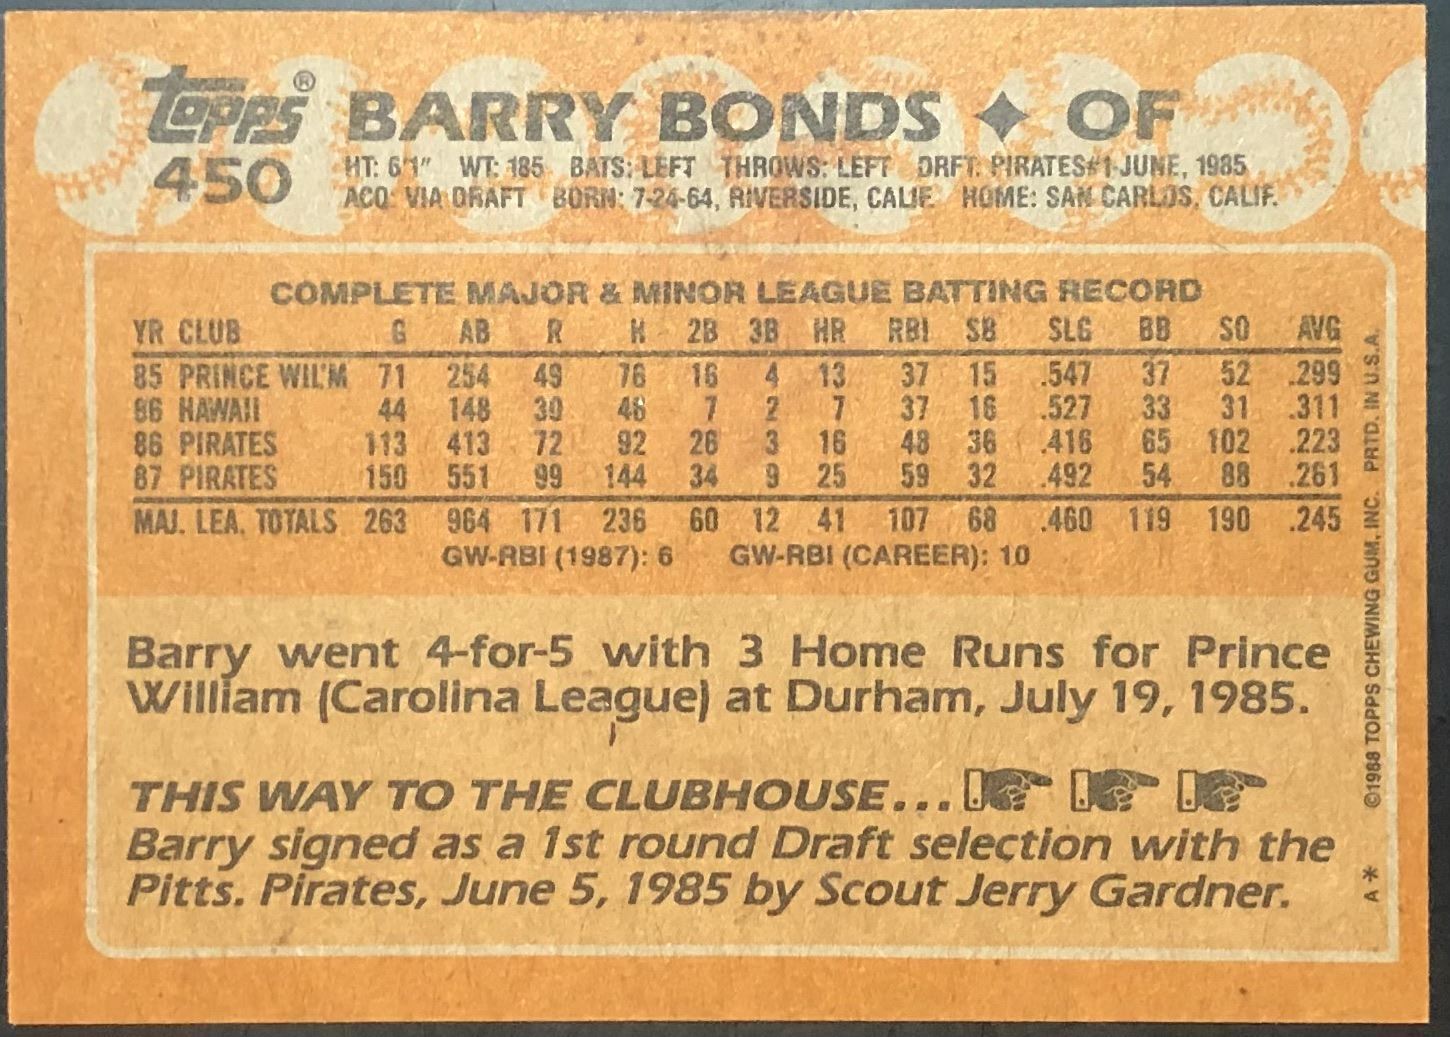 topps® BARRY BONDS ✦ OF
450 HT: 6'1" WT: 185 BATS: LEFT THROWS: LEFT DRFT: PIRATES#1-JUNE, 1985
ACQ: VIA DRAFT BORN: 7-24-64, RIVERSIDE, CALIF. HOME: SAN CARLOS, CALIF.
COMPLETE MAJOR & MINOR LEAGUE BATTING RECORD
YR CLUB G AB R H 2B 3B HR RBI SB SLG BB SO AVG
85 PRINCE WIL'M 71 254 49 76 16 4 13 37 15 .547 37 52 .299
86 HAWAII 44 148 30 46 7 2 7 37 16 .527 33 31 .311
86 PIRATES 113 413 72 92 26 3 16 48 36 .416 65 102 .223
87 PIRATES 150 551 99 144 34 9 25 59 32 .492 54 88 .261
MAJ. LEA. TOTALS 263 964 171 236 60 12 41 107 68 .460 119 190 .245
GW-RBI (1987): 6 GW-RBI (CAREER): 10
Barry went 4-for-5 with 3 Home Runs for Prince
William (Carolina League) at Durham, July 19, 1985.
THIS WAY TO THE CLUBHOUSE...
Barry signed as a 1st round Draft selection with the
Pitts. Pirates, June 5, 1985 by Scout Jerry Gardner.
A* ©1988 TOPPS CHEWING GUM, INC. PRTD. IN U.S.A.